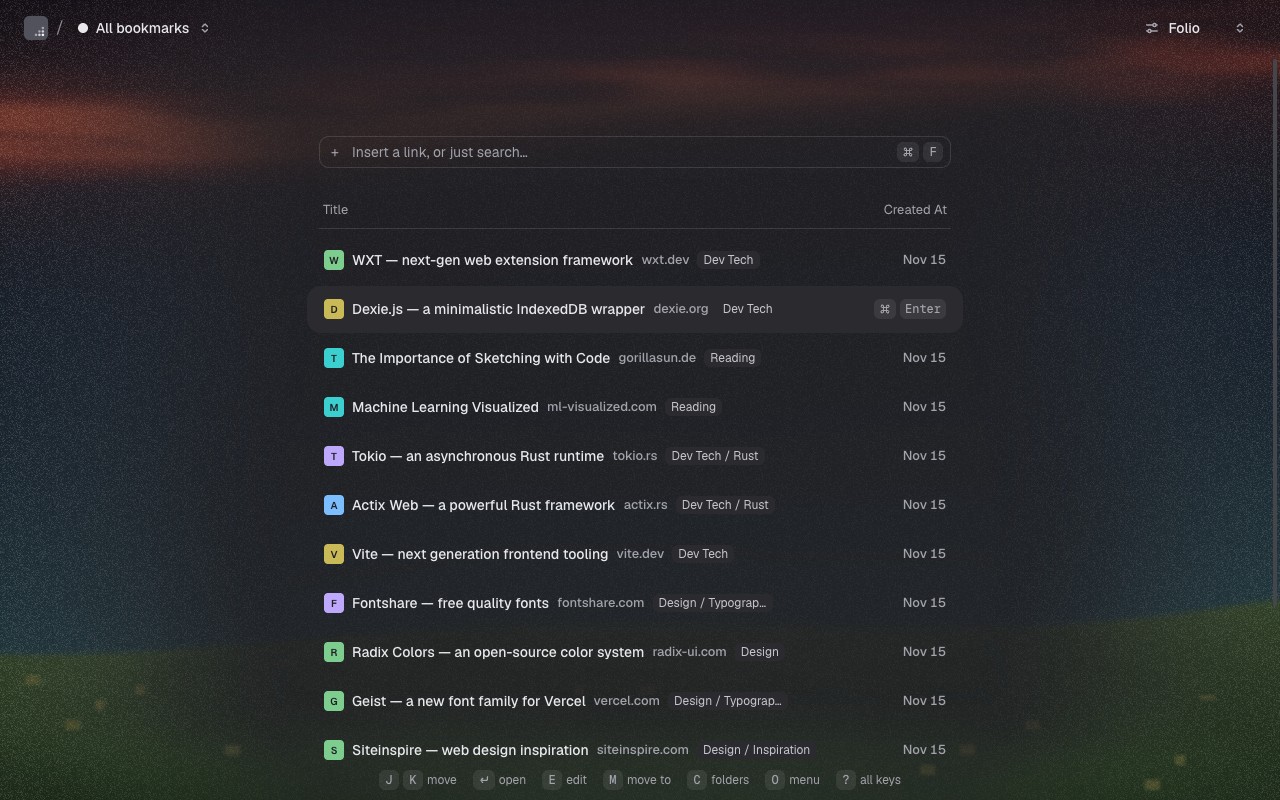 / All bookmarks Folio
+ Insert a link, or just search… ⌘ F
Title Created At
W WXT — next-gen web extension framework wxt.dev Dev Tech Nov 15
D Dexie.js — a minimalistic IndexedDB wrapper dexie.org Dev Tech ⌘ Enter
T The Importance of Sketching with Code gorillasun.de Reading Nov 15
M Machine Learning Visualized ml-visualized.com Reading Nov 15
T Tokio — an asynchronous Rust runtime tokio.rs Dev Tech / Rust Nov 15
A Actix Web — a powerful Rust framework actix.rs Dev Tech / Rust Nov 15
V Vite — next generation frontend tooling vite.dev Dev Tech Nov 15
F Fontshare — free quality fonts fontshare.com Design / Typograp… Nov 15
R Radix Colors — an open-source color system radix-ui.com Design Nov 15
G Geist — a new font family for Vercel vercel.com Design / Typograp… Nov 15
S Siteinspire — web design inspiration siteinspire.com Design / Inspiration Nov 15
J K move ↵ open E edit M move to C folders O menu ? all keys